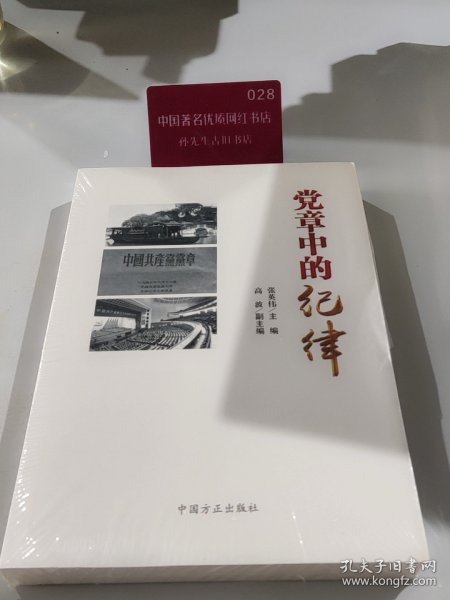 028
中国著名优质网红书店
孙先生古旧书店
党章中的
纪律
张英伟/主 编
高 波/副主编
中國共産黨黨章
中国方正出版社
孔夫子旧书网
www.kongfz.com